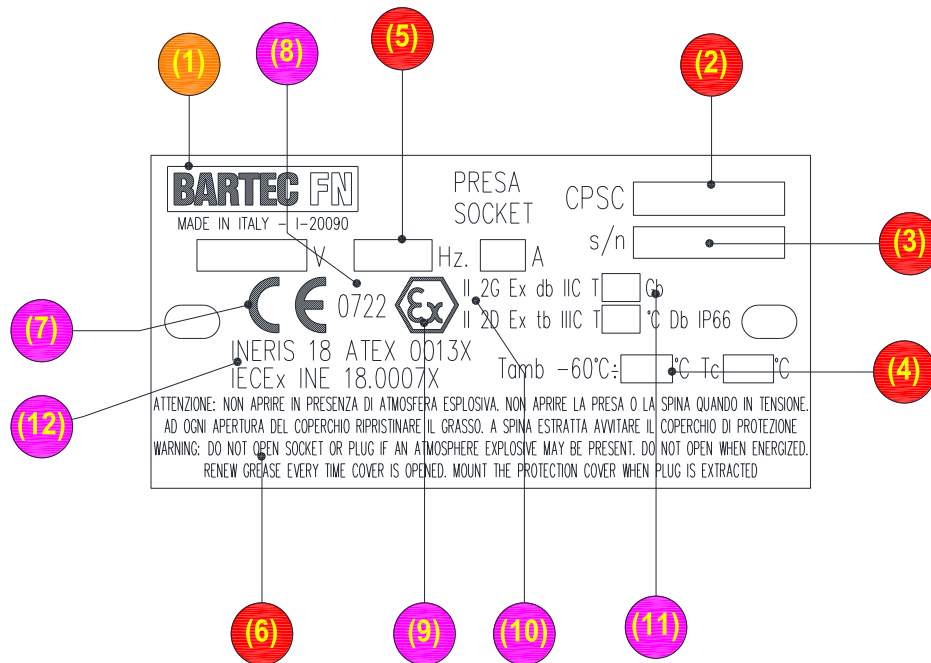 (1)
(8)
(5)
(2)
BARTEC FN
MADE IN ITALY - I-20090
PRESA
SOCKET
CPSC
s/n
(3)
V
Hz.
A
II 2G Ex db IIC T Gb
(7)
CE 0722 Ex
II 2D Ex tb IIIC T °C Db IP66
INERIS 18 ATEX 0013X
IECEx INE 18.0007X
Tamb -60°C÷ °C Tc °C
(4)
(12)
ATTENZIONE: NON APRIRE IN PRESENZA DI ATMOSFERA ESPLOSIVA. NON APRIRE LA PRESA O LA SPINA QUANDO IN TENSIONE.
AD OGNI APERTURA DEL COPERCHIO RIPRISTINARE IL GRASSO. A SPINA ESTRATTA AVVITARE IL COPERCHIO DI PROTEZIONE
WARNING: DO NOT OPEN SOCKET OR PLUG IF AN ATMOSPHERE EXPLOSIVE MAY BE PRESENT. DO NOT OPEN WHEN ENERGIZED.
RENEW GREASE EVERY TIME COVER IS OPENED. MOUNT THE PROTECTION COVER WHEN PLUG IS EXTRACTED
(6)
(9)
(10)
(11)